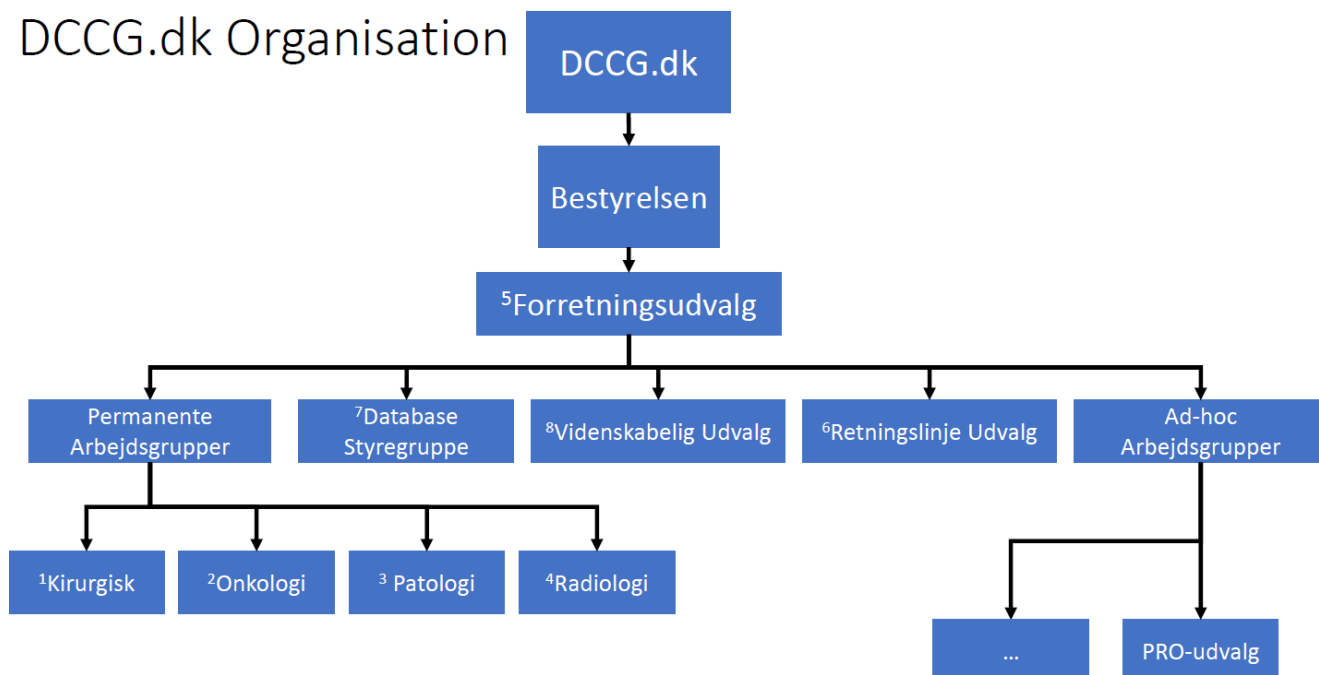 DCCG.dk Organisation
DCCG.dk
Bestyrelsen
⁵Forretningsudvalg
Permanente
Arbejdsgrupper
⁷Database
Styregruppe
⁸Videnskabelig Udvalg
⁶Retningslinje Udvalg
Ad-hoc
Arbejdsgrupper
¹Kirurgisk
²Onkologi
³ Patologi
⁴Radiologi
...
PRO-udvalg